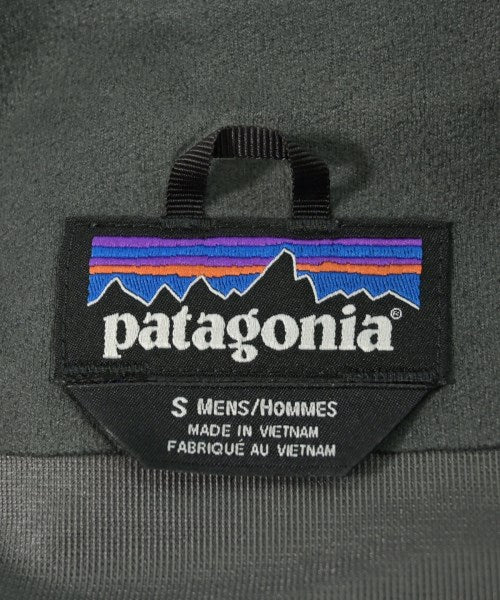 patagonia®
S MENS/HOMMES
MADE IN VIETNAM
FABRIQUÉ AU VIETNAM